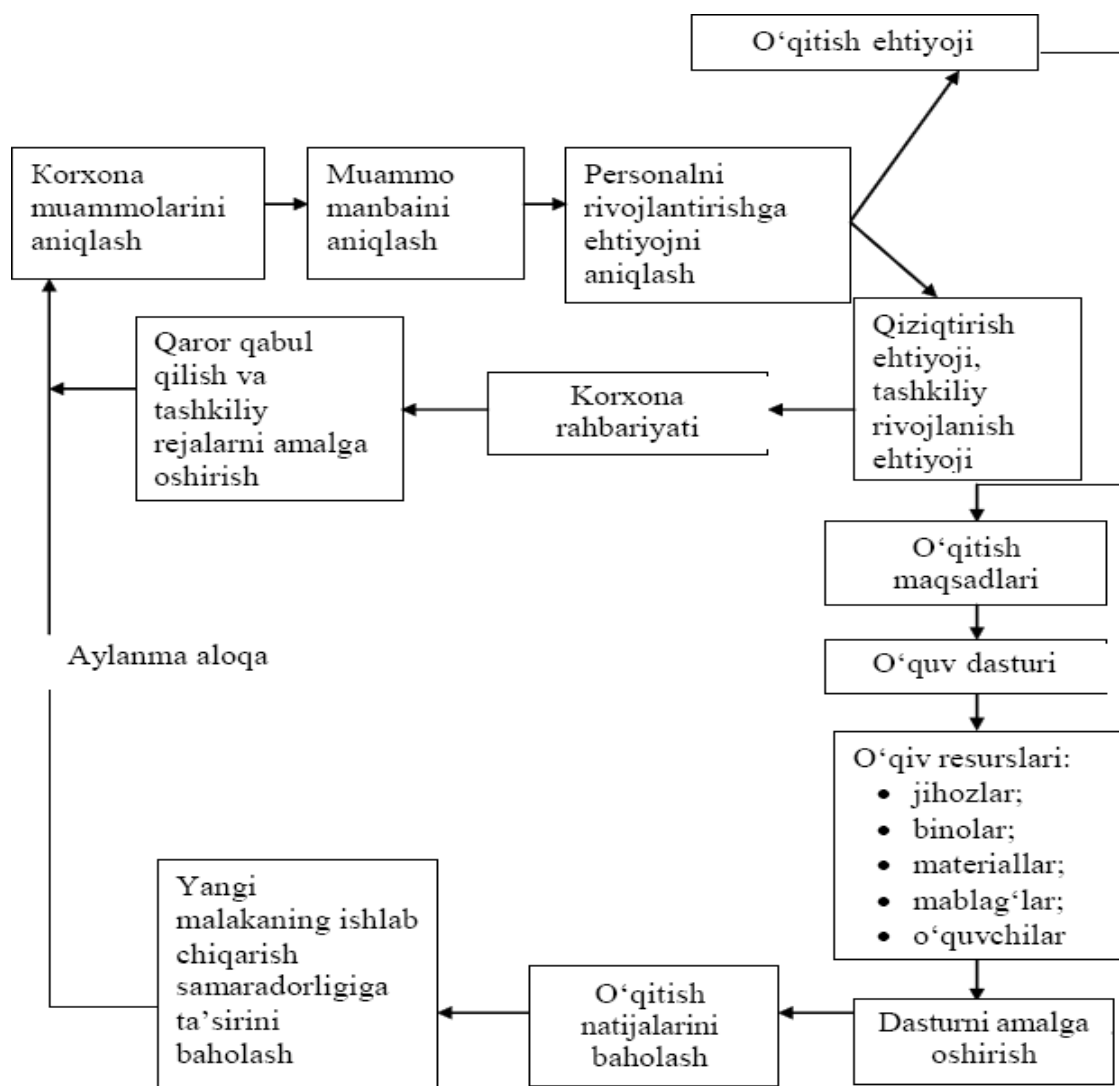 O‘qitish ehtiyoji
Korxona
muammolarini
aniqlash
Muammo
manbaini
aniqlash
Personalni
rivojlantirishga
ehtiyojni
aniqlash
Qiziqtirish
ehtiyoji,
tashkiliy
rivojlanish
ehtiyoji
Korxona
rahbariyati
Qaror qabul
qilish va
tashkiliy
rejalarni amalga
oshirish
O‘qitish
maqsadlari
O‘quv dasturi
O‘qiv resurslari:
• jihozlar;
• binolar;
• materiallar;
• mablag‘lar;
• o‘quvchilar
Dasturni amalga
oshirish
O‘qitish
natijalarini
baholash
Yangi
malakaning ishlab
chiqarish
samaradorligiga
ta’sirini
baholash
Aylanma aloqa